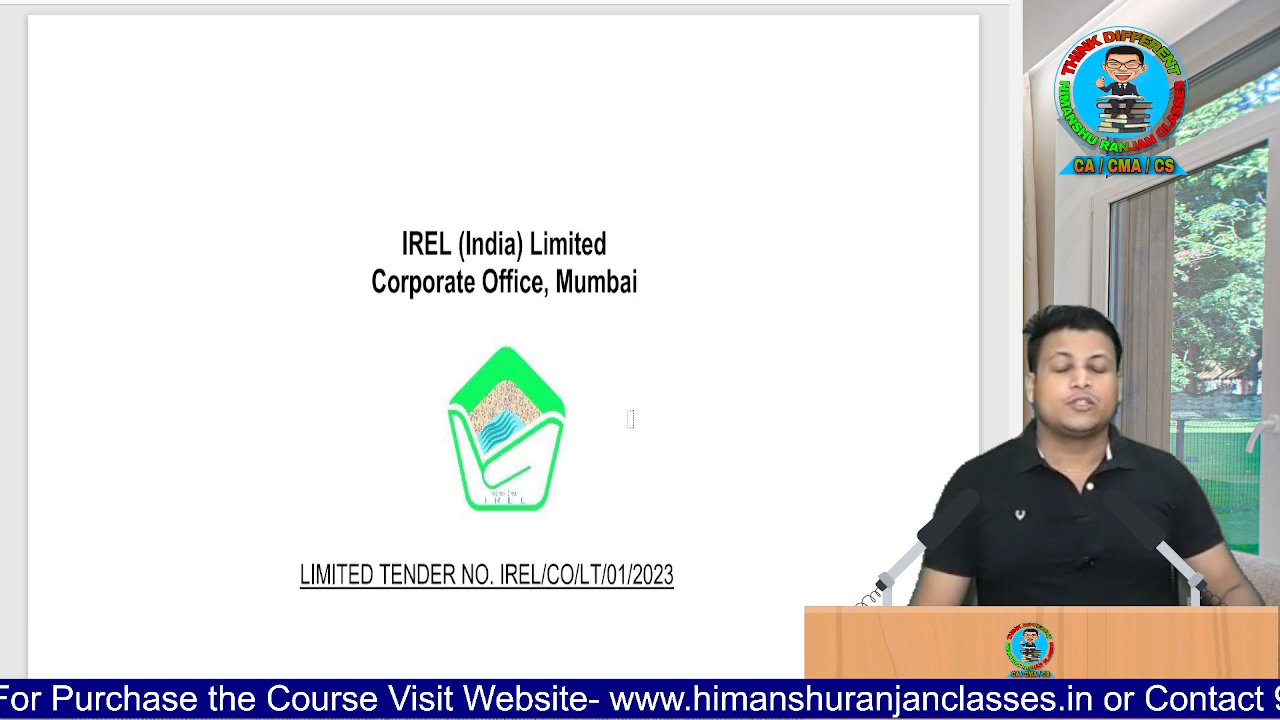 IREL (India) Limited
Corporate Office, Mumbai
IREL
LIMITED TENDER NO. IREL/CO/LT/01/2023
THINK DIFFERENT
HIMANSHU RANJAN CLASSES
CA / CMA / CS
For Purchase the Course Visit Website- www.himanshuranjanclasses.in or Contact